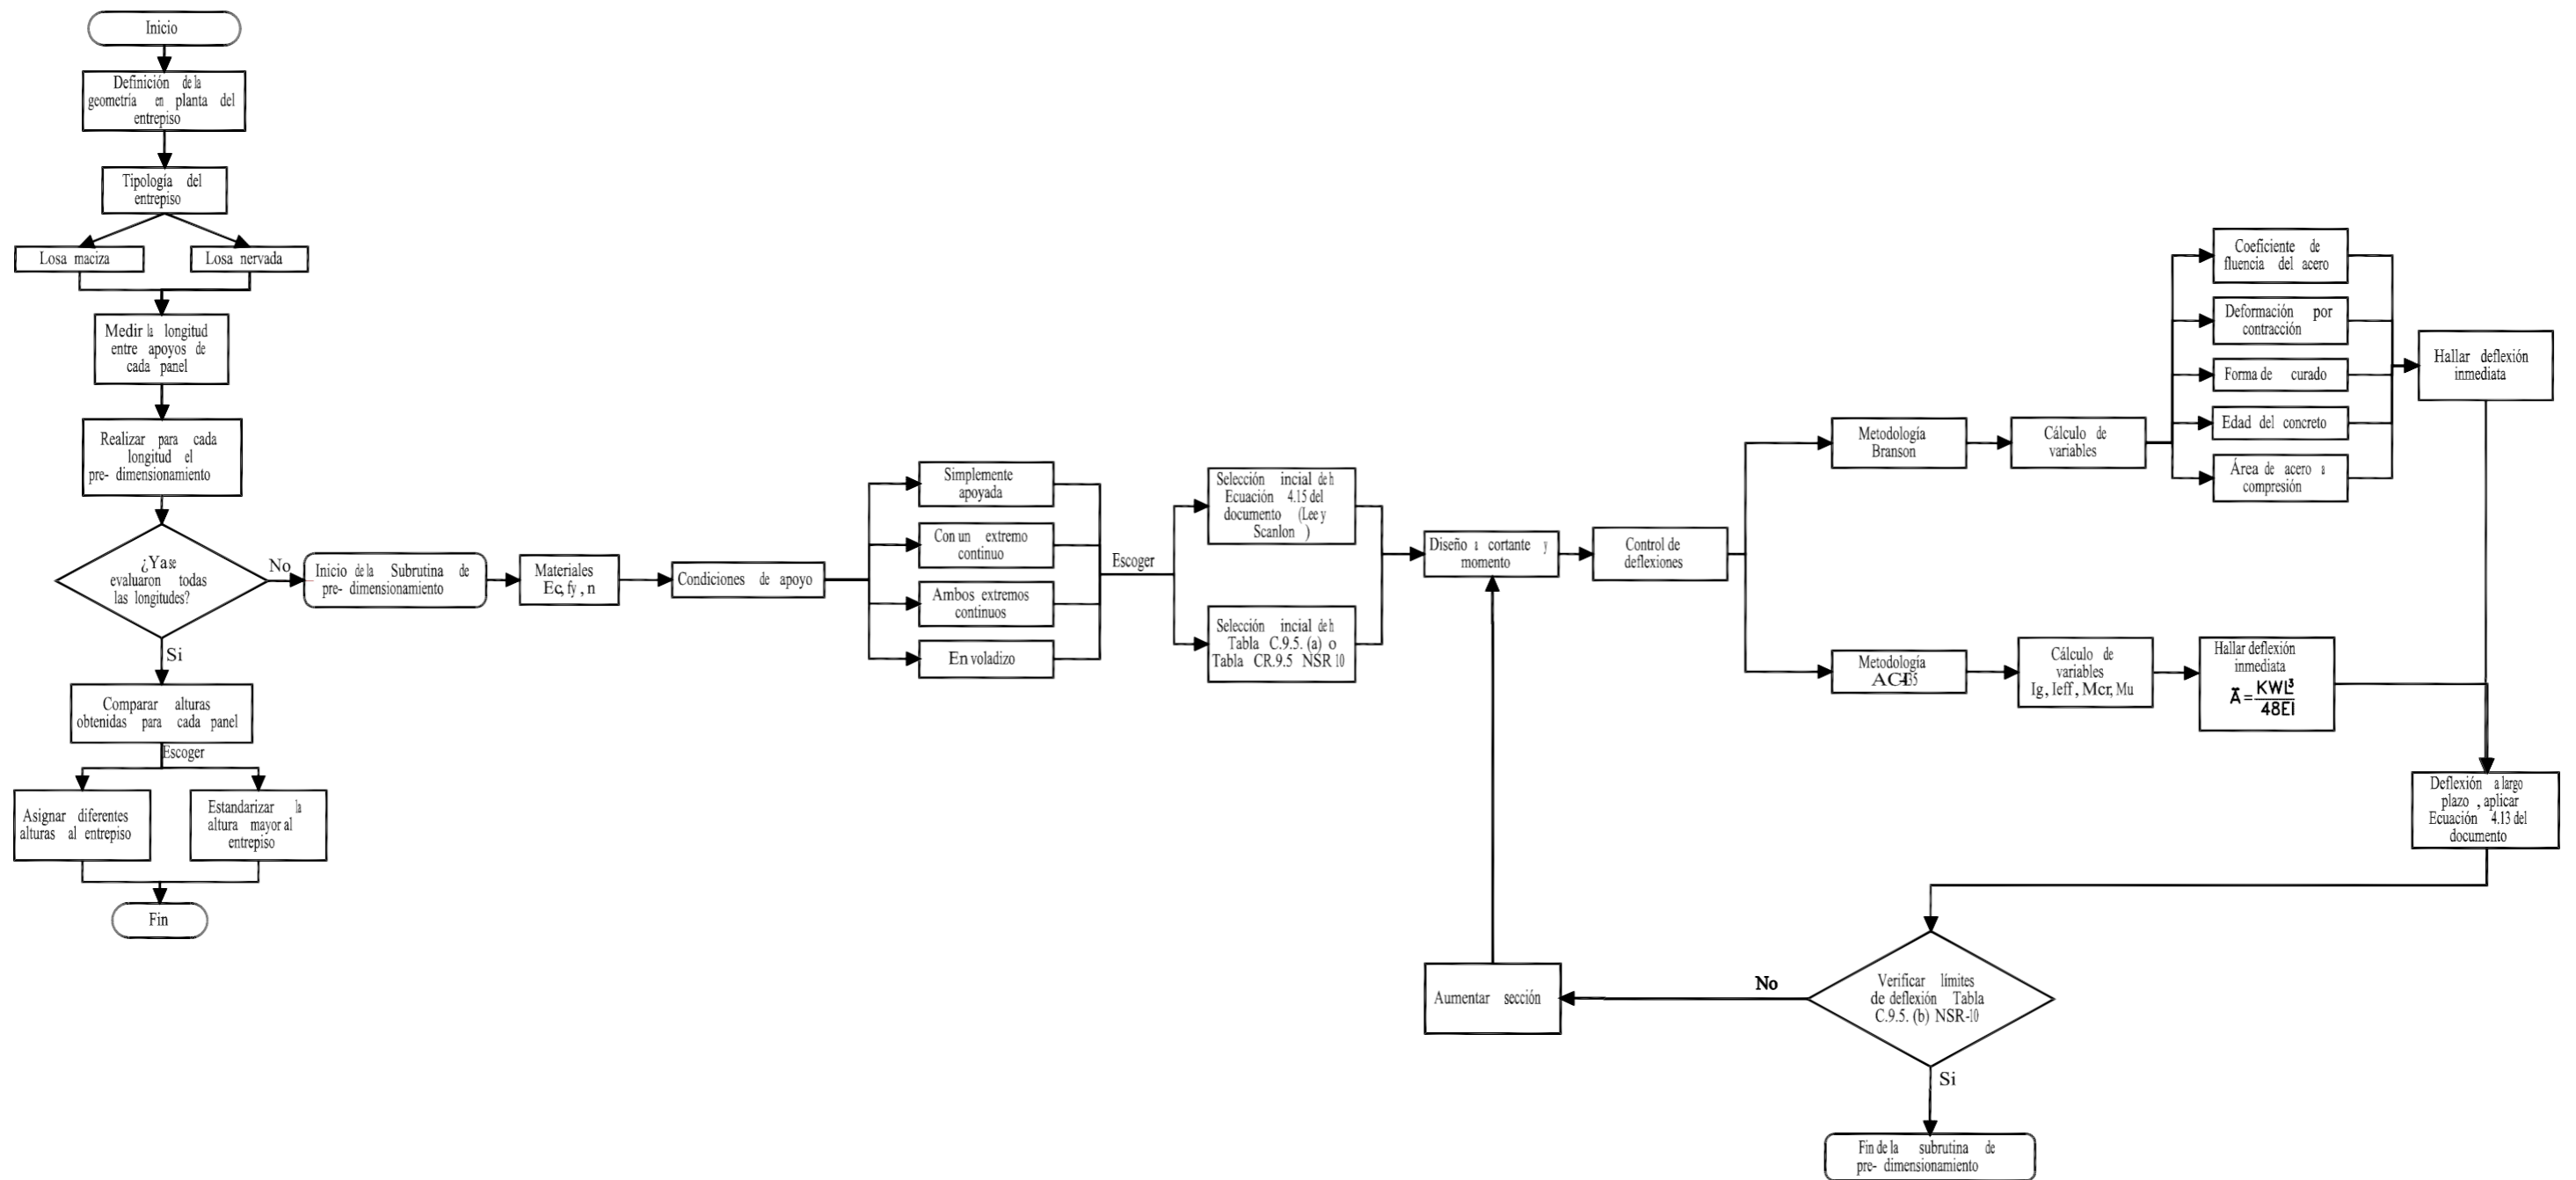 Inicio
Definición de la
geometría en planta del
entrepiso
Tipología del
entrepiso
Losa maciza
Losa nervada
Medir la longitud
entre apoyos de
cada panel
Realizar para cada
longitud el
pre- dimensionamiento
¿Ya se
evaluaron todas
las longitudes?
No
Si
Comparar alturas
obtenidas para cada panel
Escoger
Asignar diferentes
alturas al entrepiso
Estandarizar la
altura mayor al
entrepiso
Fin
Inicio de la Subrutina de
pre- dimensionamiento
Materiales
Ec, fy , n
Condiciones de apoyo
Simplemente
apoyada
Con un extremo
continuo
Ambos extremos
continuos
En voladizo
Escoger
Selección incial de h
Ecuación 4.15 del
documento (Lee y
Scanlon )
Selección incial de h
Tabla C.9.5. (a) o
Tabla CR.9.5 NSR 10
Diseño a cortante y
momento
Control de
deflexiones
Metodología
Branson
Cálculo de
variables
Coeficiente de
fluencia del acero
Deformación por
contracción
Forma de curado
Edad del concreto
Área de acero a
compresión
Hallar deflexión
inmediata
Metodología
ACI-435
Cálculo de
variables
Ig , Ieff , Mcr, Mu
Hallar deflexión
inmediata
Ā = KWL³
48EI
Deflexión a largo
plazo , aplicar
Ecuación 4.13 del
documento
Verificar límites
de deflexión Tabla
C.9.5. (b) NSR-10
No
Aumentar sección
Si
Fin de la subrutina de
pre- dimensionamiento